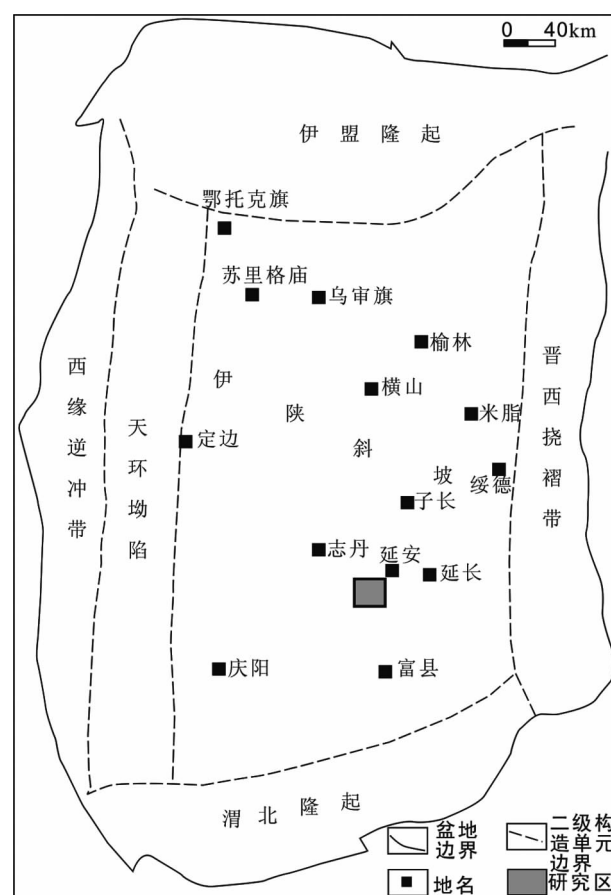 0 40km
伊盟隆起
鄂托克旗
苏里格庙
乌审旗
榆林
伊陕斜坡
横山
米脂
西缘逆冲带
天环坳陷
晋西挠褶带
定边
绥德
子长
志丹
延安
延长
庆阳
富县
渭北隆起
盆地
边界
二级构
造单元
边界
地名
研究区